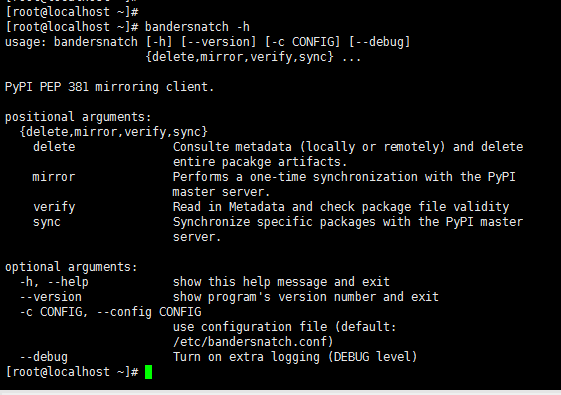 [root@localhost ~]#
[root@localhost ~]#
[root@localhost ~]# bandersnatch -h
usage: bandersnatch [-h] [--version] [-c CONFIG] [--debug]
                    {delete,mirror,verify,sync} ...

PyPI PEP 381 mirroring client.

positional arguments:
  {delete,mirror,verify,sync}
    delete              Consulte metadata (locally or remotely) and delete
                        entire pacakge artifacts.
    mirror              Performs a one-time synchronization with the PyPI
                        master server.
    verify              Read in Metadata and check package file validity
    sync                Synchronize specific packages with the PyPI master
                        server.

optional arguments:
  -h, --help            show this help message and exit
  --version             show program's version number and exit
  -c CONFIG, --config CONFIG
                        use configuration file (default:
                        /etc/bandersnatch.conf)
  --debug               Turn on extra logging (DEBUG level)
[root@localhost ~]#